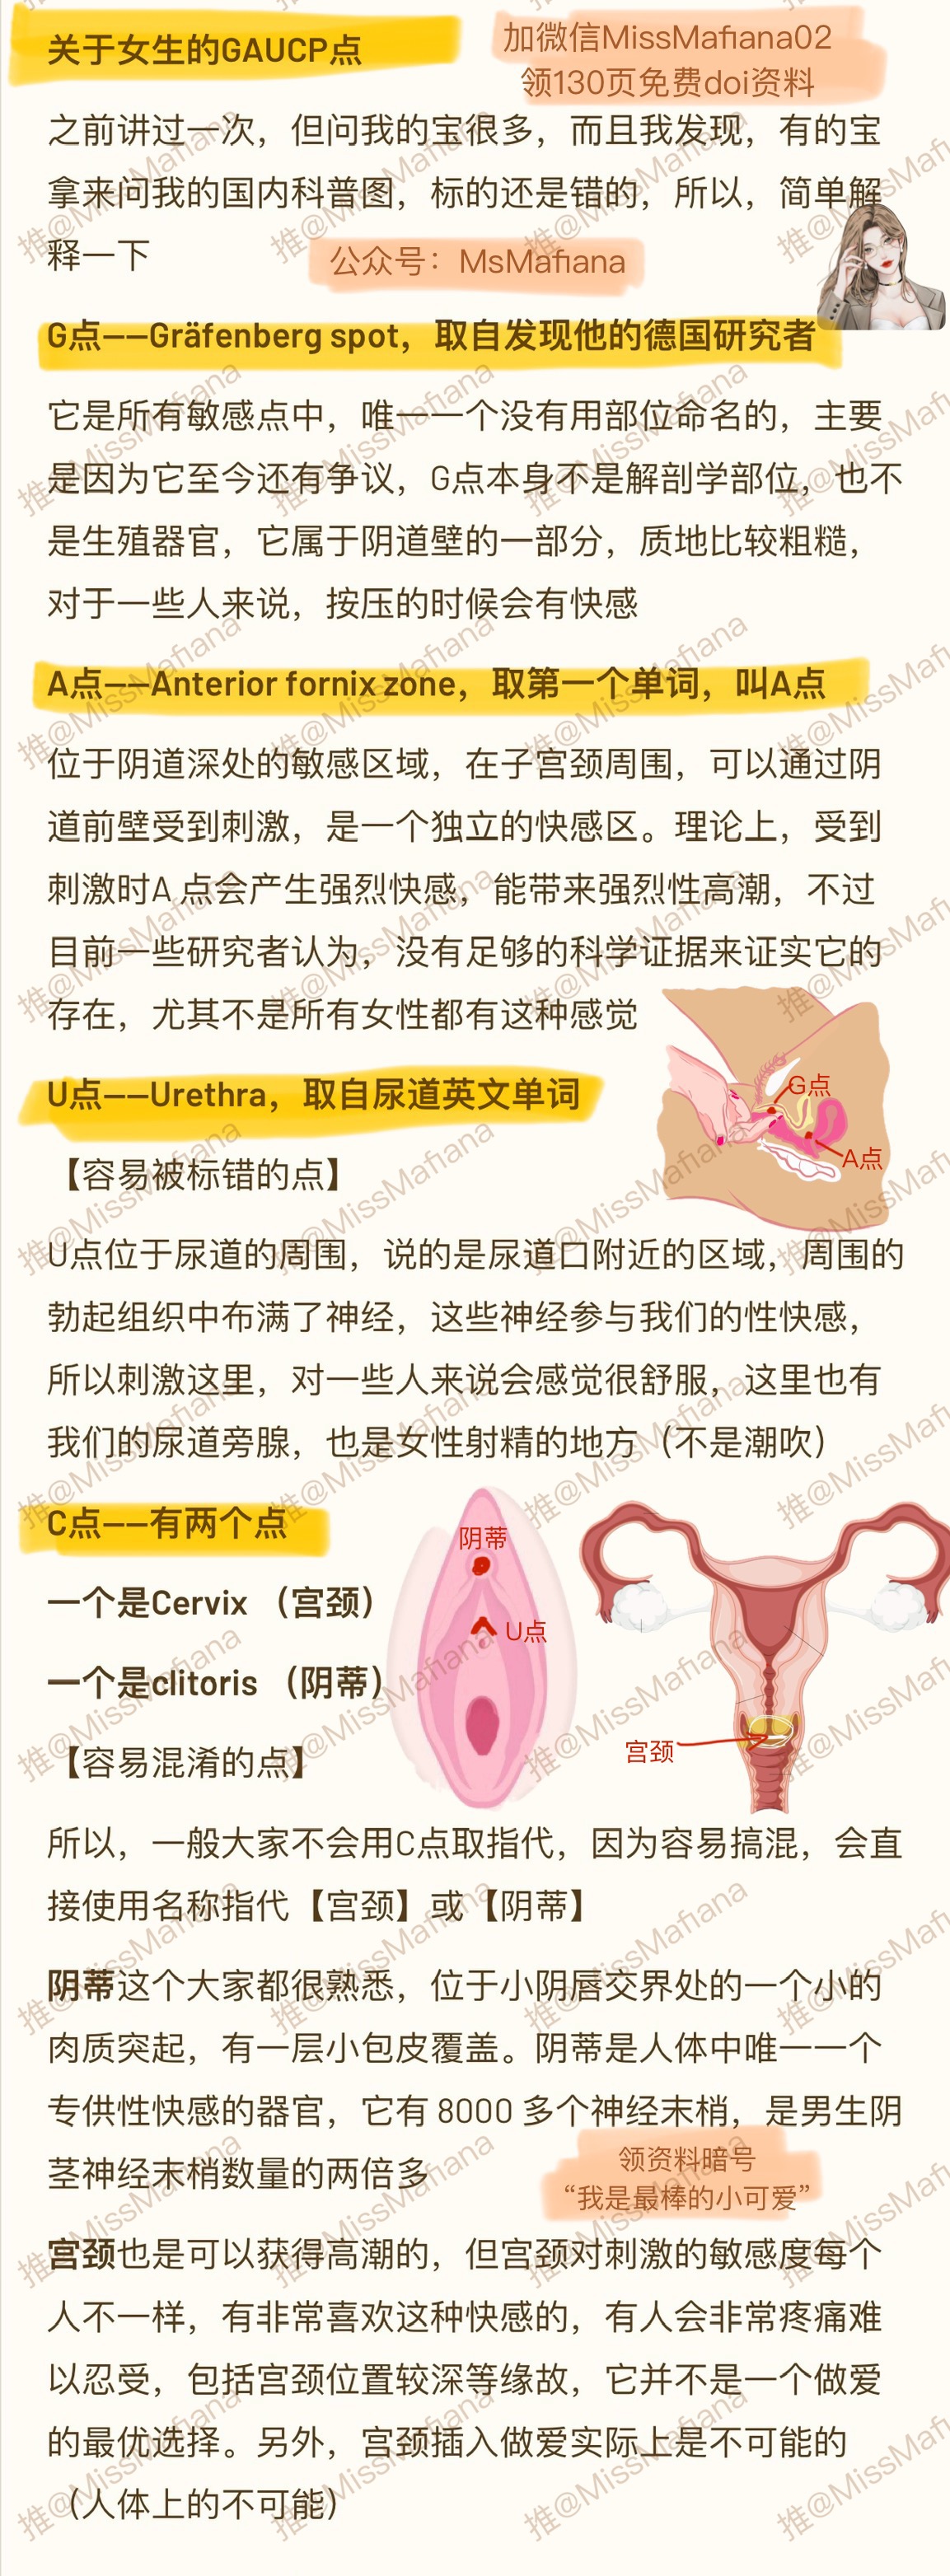 关于女生的GAUCP点
加微信MissMafiana02
领130页免费doi资料
之前讲过一次，但问我的宝很多，而且我发现，有的宝
拿来问我的国内科普图，标的还是错的，所以，简单解
释一下
公众号：MsMafiana
G点——Gräfenberg spot，取自发现他的德国研究者
它是所有敏感点中，唯一一个没有用部位命名的，主要
是因为它至今还有争议，G点本身不是解剖学部位，也不
是生殖器官，它属于阴道壁的一部分，质地比较粗糙，
对于一些人来说，按压的时候会有快感
A点——Anterior fornix zone，取第一个单词，叫A点
位于阴道深处的敏感区域，在子宫颈周围，可以通过阴
道前壁受到刺激，是一个独立的快感区。理论上，受到
刺激时A 点会产生强烈快感，能带来强烈性高潮，不过
目前一些研究者认为，没有足够的科学证据来证实它的
存在，尤其不是所有女性都有这种感觉
G点
A点
U点——Urethra，取自尿道英文单词
【容易被标错的点】
U点位于尿道的周围，说的是尿道口附近的区域，周围的
勃起组织中布满了神经，这些神经参与我们的性快感，
所以刺激这里，对一些人来说会感觉很舒服，这里也有
我们的尿道旁腺，也是女性射精的地方（不是潮吹）
C点——有两个点
一个是Cervix （宫颈）
一个是clitoris （阴蒂）
【容易混淆的点】
阴蒂
U点
宫颈
所以，一般大家不会用C点取指代，因为容易搞混，会直
接使用名称指代【宫颈】或【阴蒂】
阴蒂这个大家都很熟悉，位于小阴唇交界处的一个小的
肉质突起，有一层小包皮覆盖。阴蒂是人体中唯一一个
专供性快感的器官，它有 8000 多个神经末梢，是男生阴
茎神经末梢数量的两倍多
领资料暗号
“我是最棒的小可爱”
宫颈也是可以获得高潮的，但宫颈对刺激的敏感度每个
人不一样，有非常喜欢这种快感的，有人会非常疼痛难
以忍受，包括宫颈位置较深等缘故，它并不是一个做爱
的最优选择。另外，宫颈插入做爱实际上是不可能的
（人体上的不可能）
推@MissMafiana